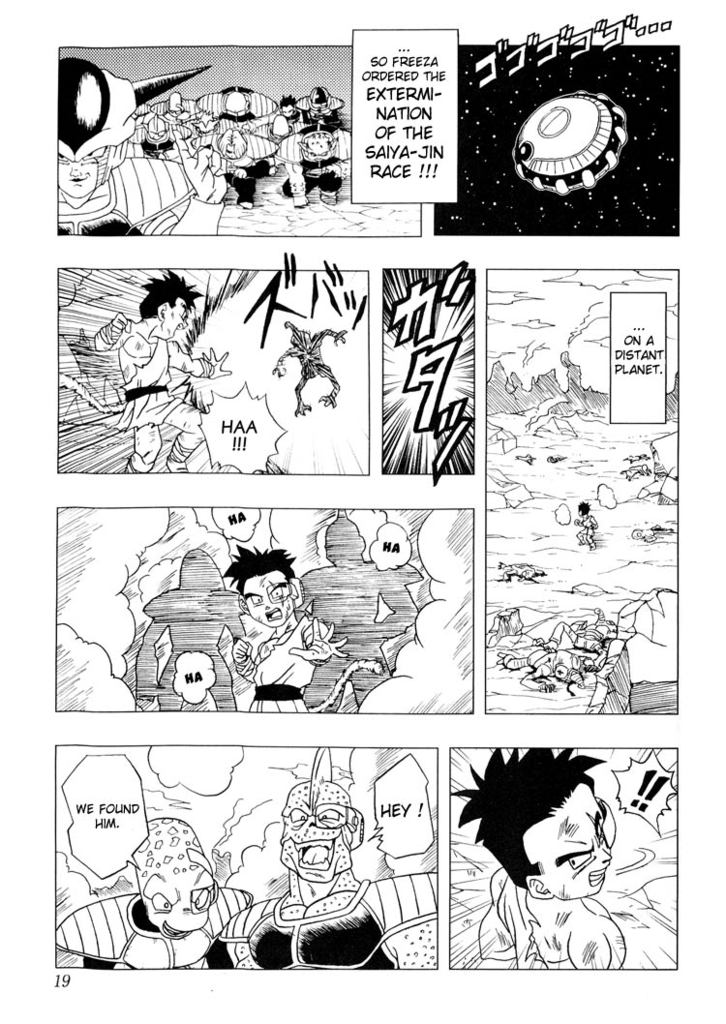 ゴゴゴゴゴ...
...
SO FREEZA
ORDERED THE
EXTERMI-
NATION
OF THE
SAIYA-JIN
RACE !!!
...
ON A
DISTANT
PLANET.
ガタッ
ズバッ
HAA
!!!
HA
HA
HA
!!
HEY !
WE FOUND
HIM.
19